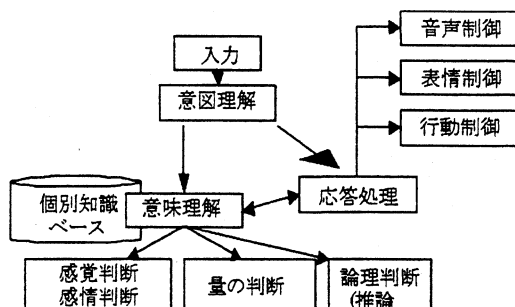 音声制御
入力
表情制御
意図理解
行動制御
個別知識
ベース
意味理解
応答処理
感覚判断
感情判断
量の判断
論理判断
(推論